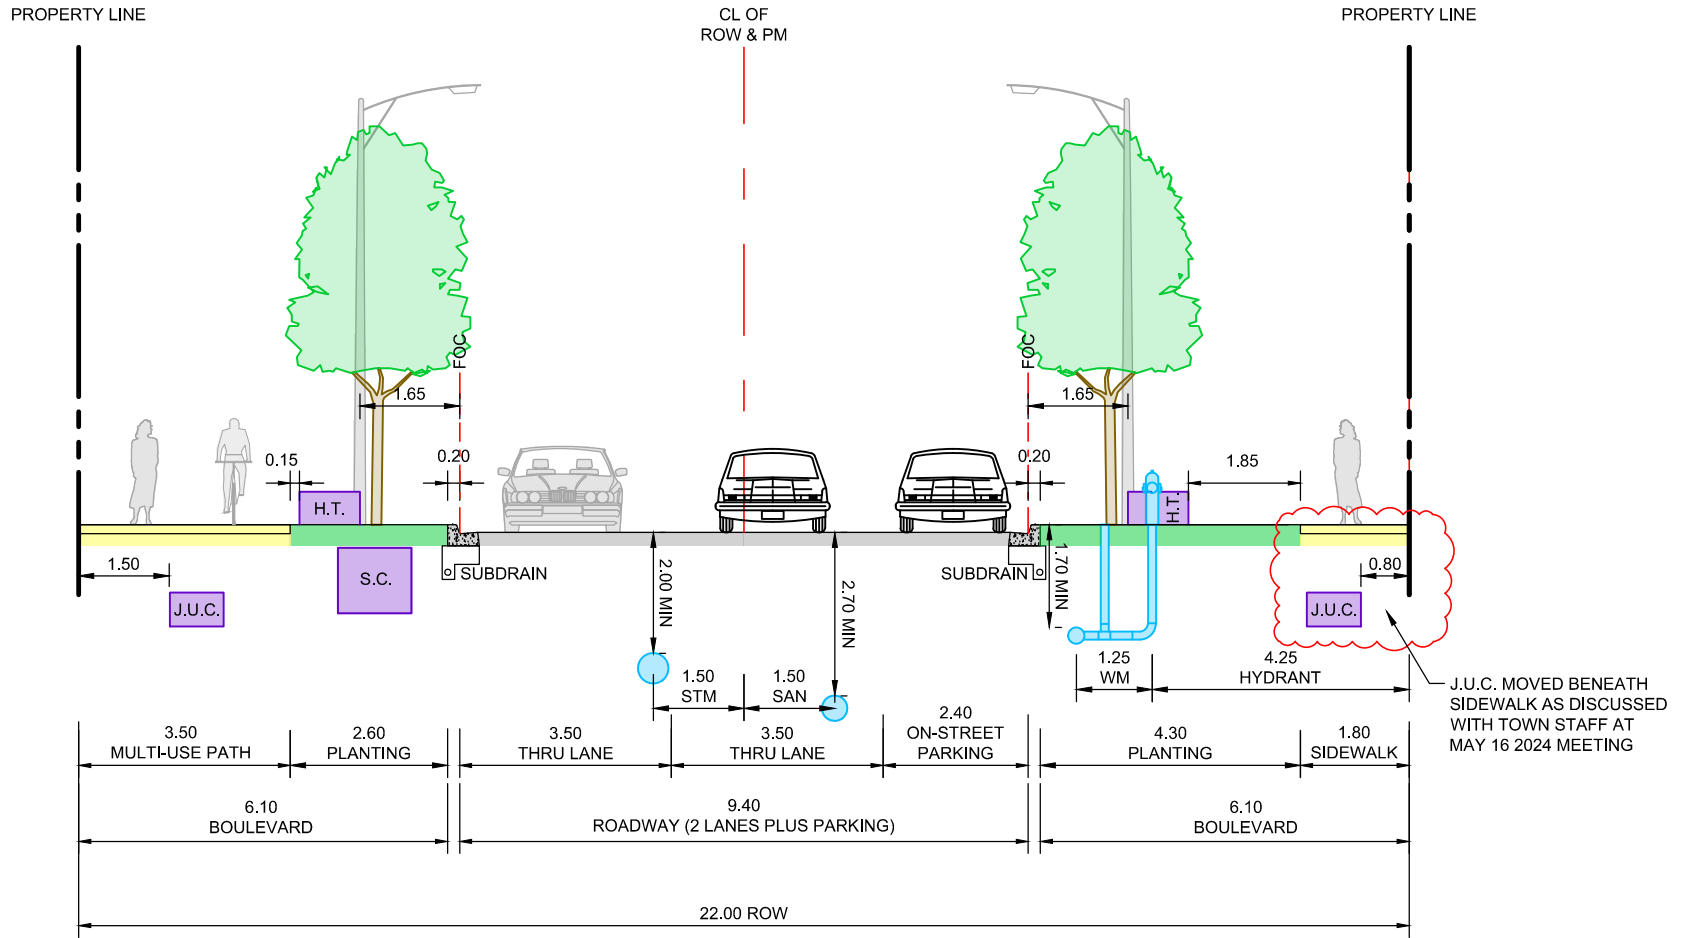 PROPERTY LINE
CL OF
ROW & PM
PROPERTY LINE
FOC
FOC
1.65
1.65
0.15
0.20
0.20
1.85
H.T.
H.T.
1.50
S.C.
SUBDRAIN
SUBDRAIN
2.00 MIN
2.70 MIN
1.70 MIN
0.80
J.U.C.
J.U.C.
1.50
STM
1.50
SAN
1.25
WM
4.25
HYDRANT
J.U.C. MOVED BENEATH
SIDEWALK AS DISCUSSED
WITH TOWN STAFF AT
MAY 16 2024 MEETING
3.50
MULTI-USE PATH
2.60
PLANTING
3.50
THRU LANE
3.50
THRU LANE
2.40
ON-STREET
PARKING
4.30
PLANTING
1.80
SIDEWALK
6.10
BOULEVARD
9.40
ROADWAY (2 LANES PLUS PARKING)
6.10
BOULEVARD
22.00 ROW